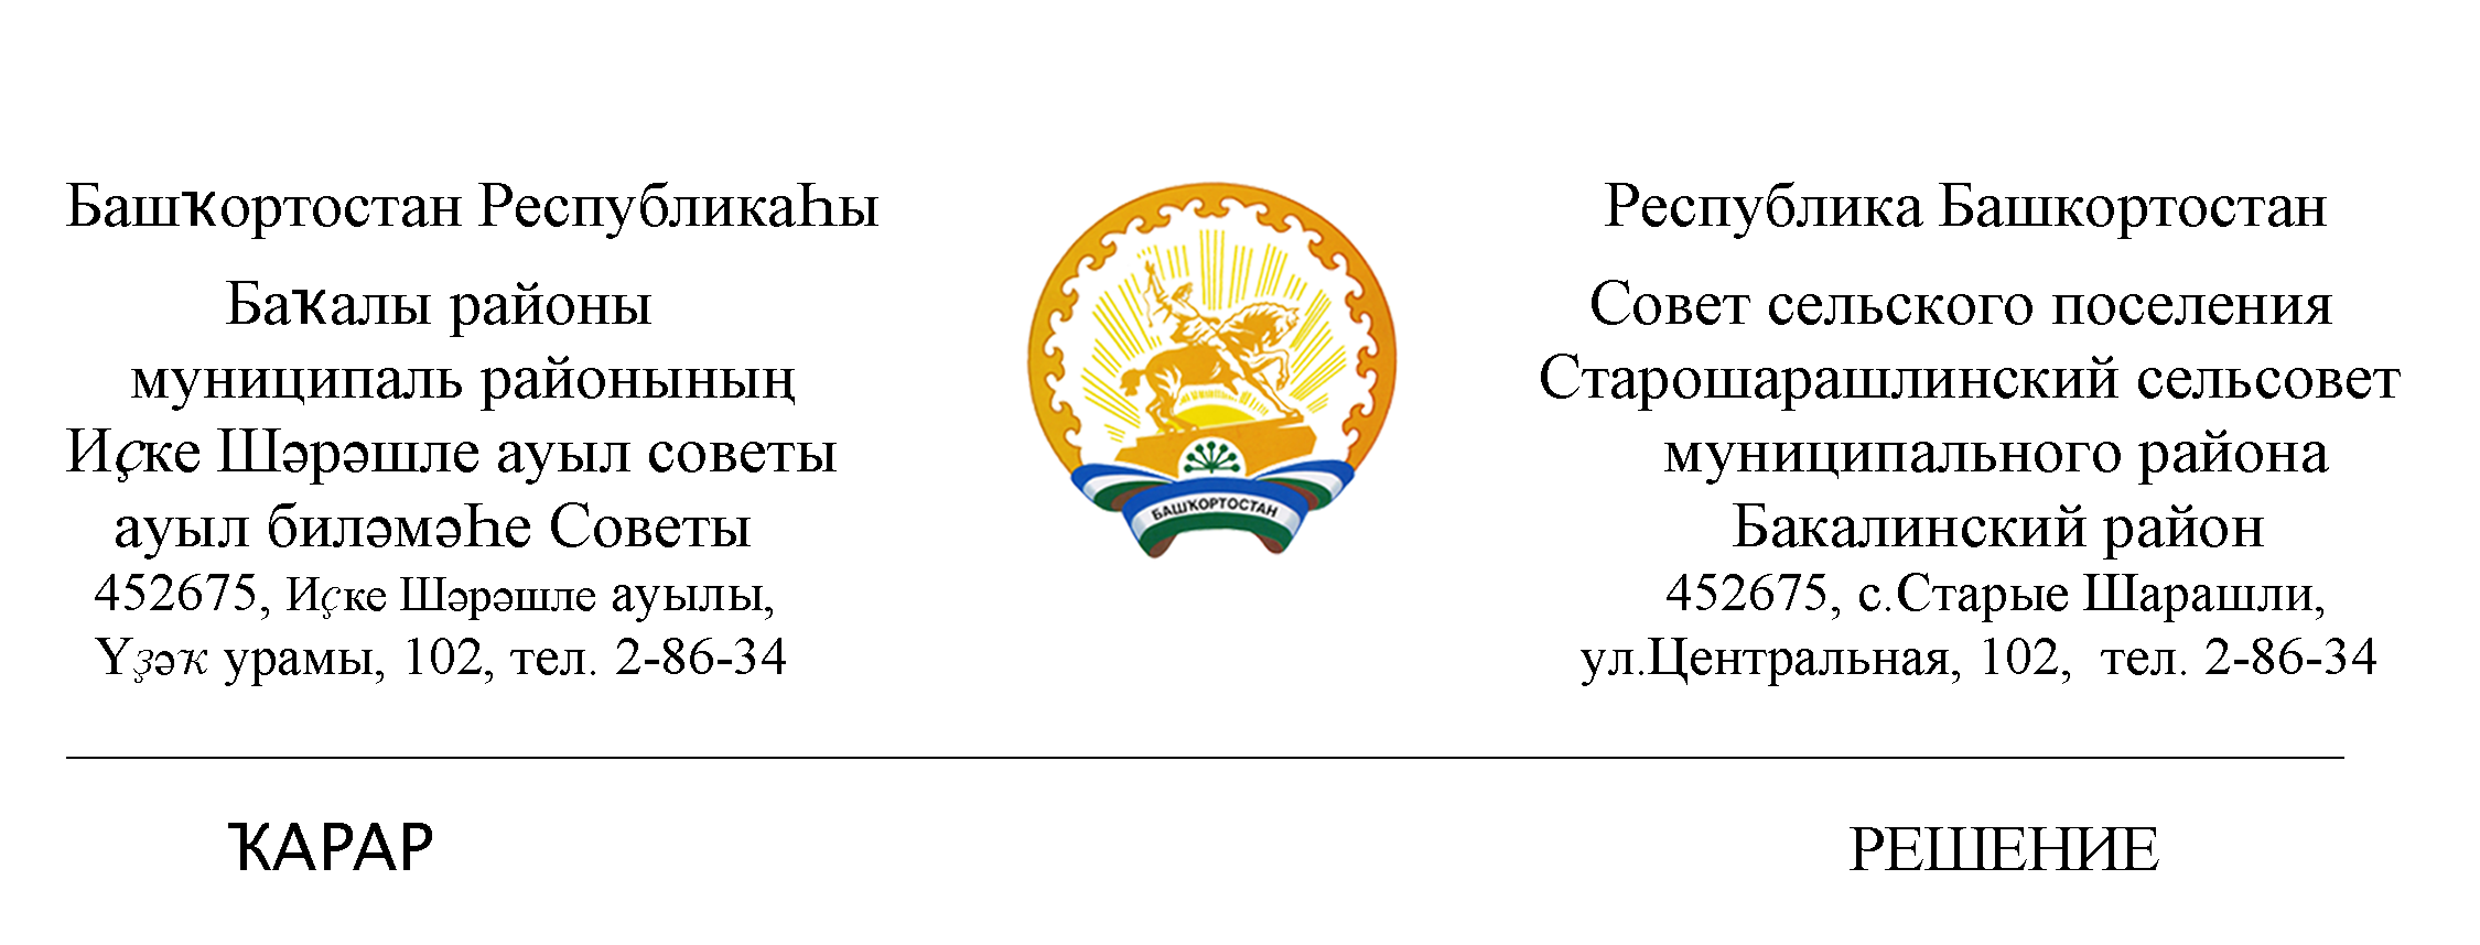 Башҡортостан РеспубликаҺы
Баҡалы районы
муниципаль районының
Иҫке Шәрәшле ауыл советы
ауыл биләмәҺе Советы
452675, Иҫке Шәрәшле ауылы,
Үҙәҡ урамы, 102, тел. 2-86-34
БАШҠОРТОСТАН
Республика Башкортостан
Совет сельского поселения
Старошарашлинский сельсовет
муниципального района
Бакалинский район
452675, с.Старые Шарашли,
ул.Центральная, 102, тел. 2-86-34
ҠАРАР
РЕШЕНИЕ